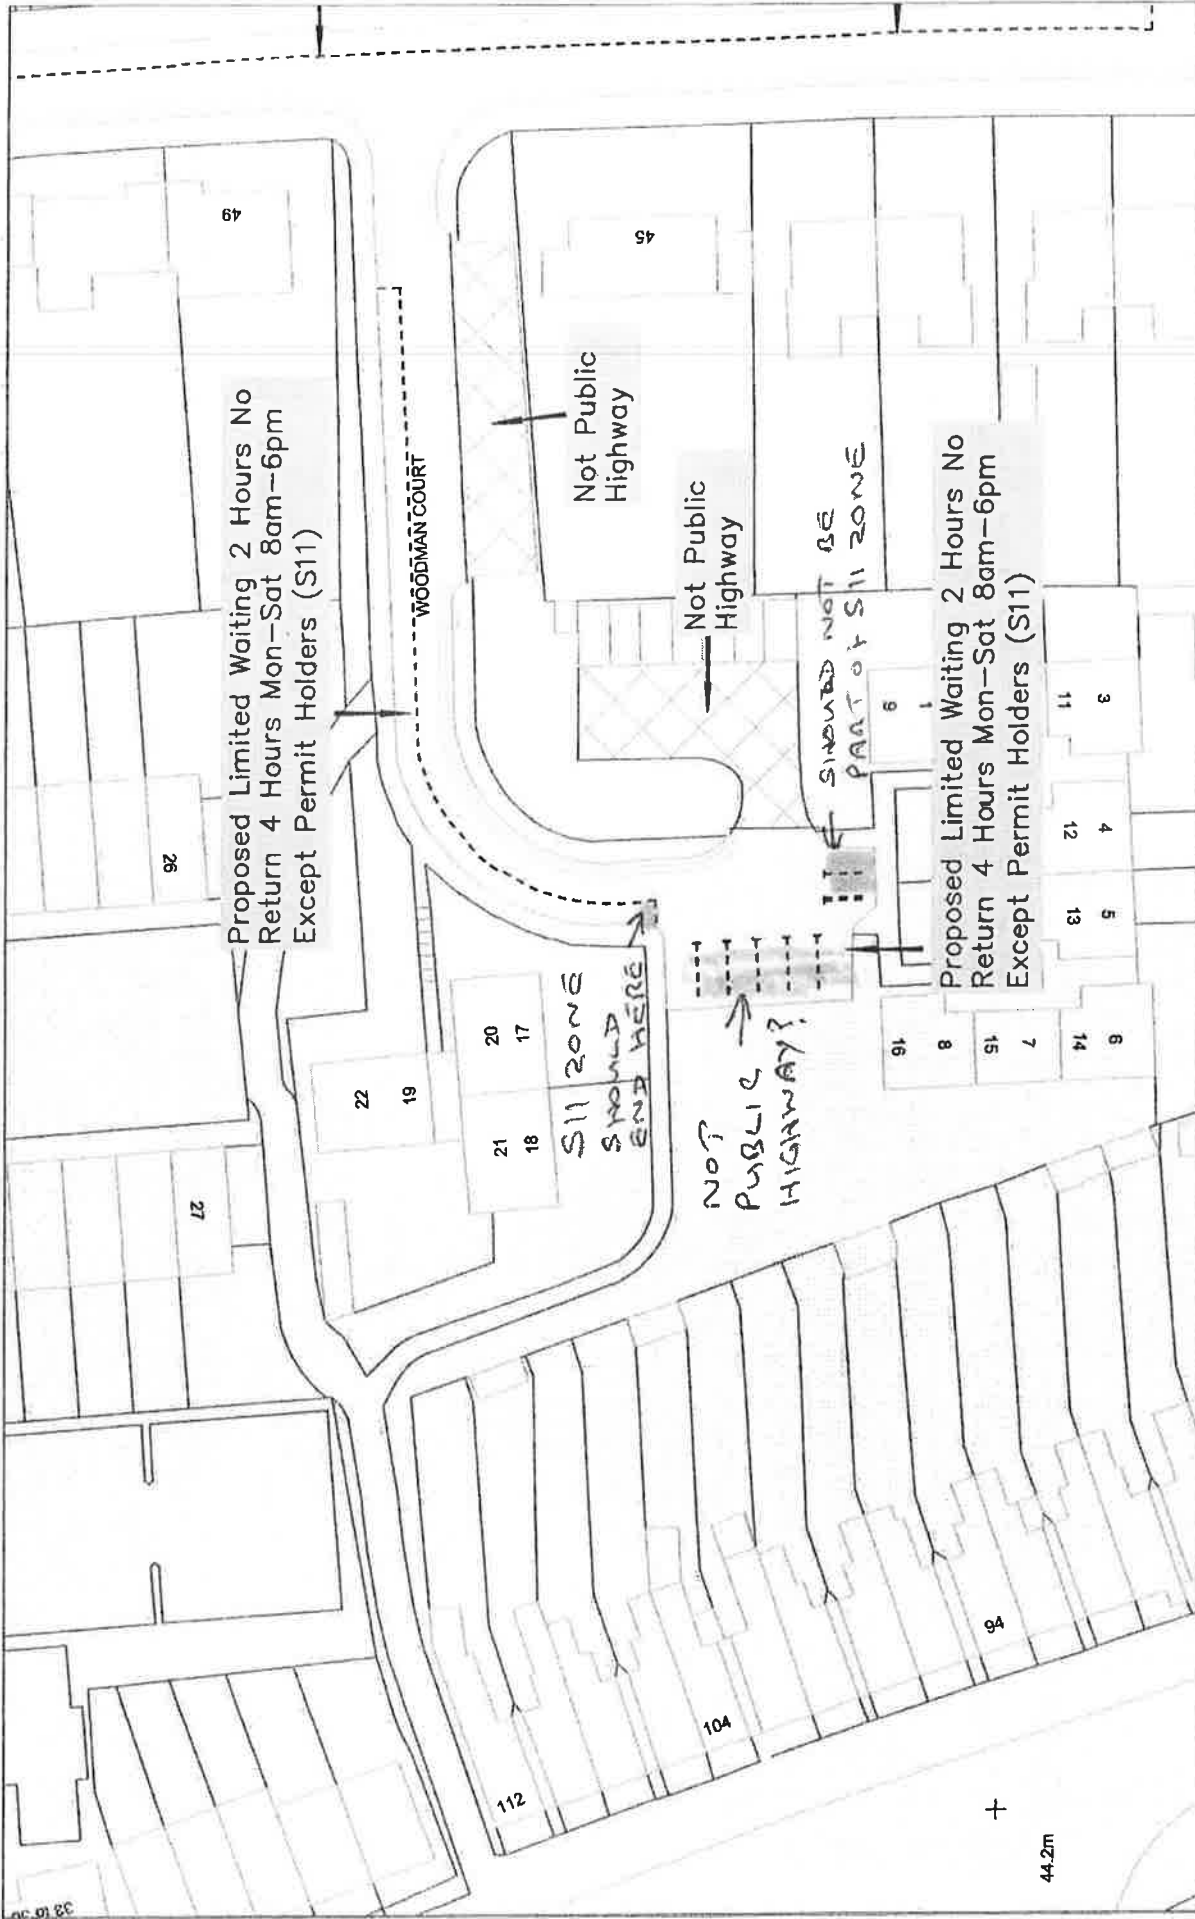 49
45
Proposed Limited Waiting 2 Hours No
Return 4 Hours Mon-Sat 8am-6pm
Except Permit Holders (S11)
WOODMAN COURT
Not Public
Highway
Not Public
Highway
SHOULD NOT BE
PART OF S11 ZONE
Proposed Limited Waiting 2 Hours No
Return 4 Hours Mon-Sat 8am-6pm
Except Permit Holders (S11)
26
9
1
11
3
12
4
13
5
20
17
22
19
21
18
S11 ZONE
SHOULD
END HERE
NOT
PUBLIC
HIGHWAY?
16
8
15
7
14
6
27
112
104
94
44.2m